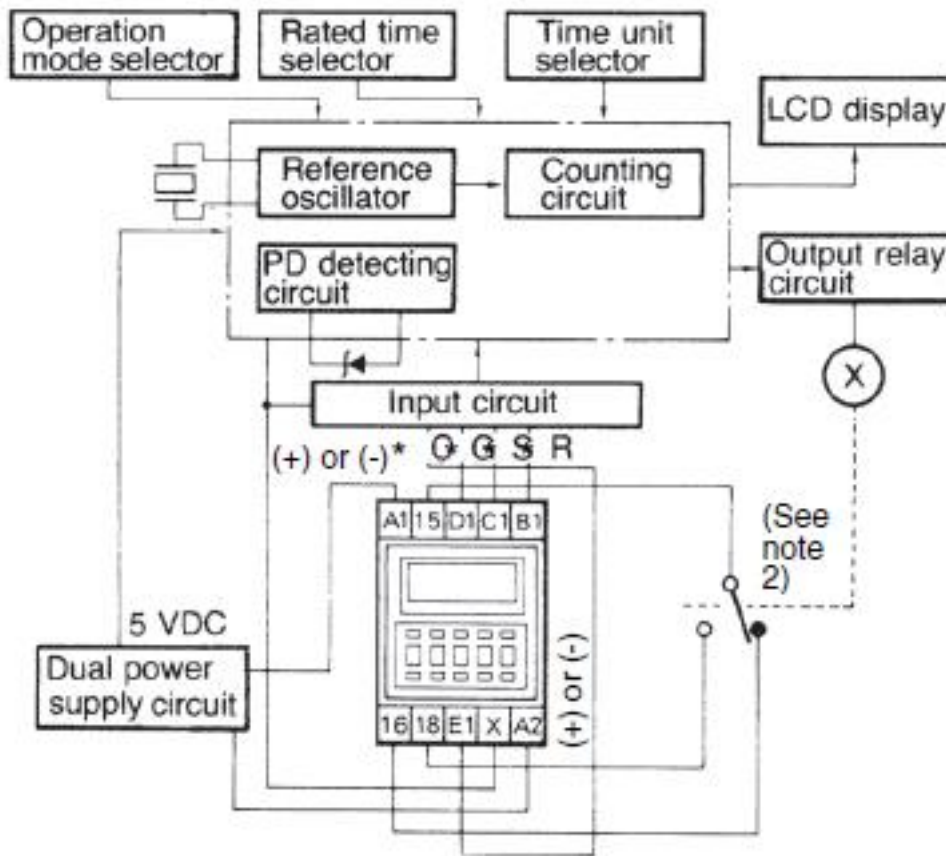 Operation
mode selector
Rated time
selector
Time unit
selector
LCD display
Reference
oscillator
Counting
circuit
PD detecting
circuit
Output relay
circuit
X
Input circuit
(+) or (-)*
O* G* S* R
A1 15 D1 C1 B1
(See
note
2)
5 VDC
Dual power
supply circuit
(+) or (-)
16 18 E1 X A2